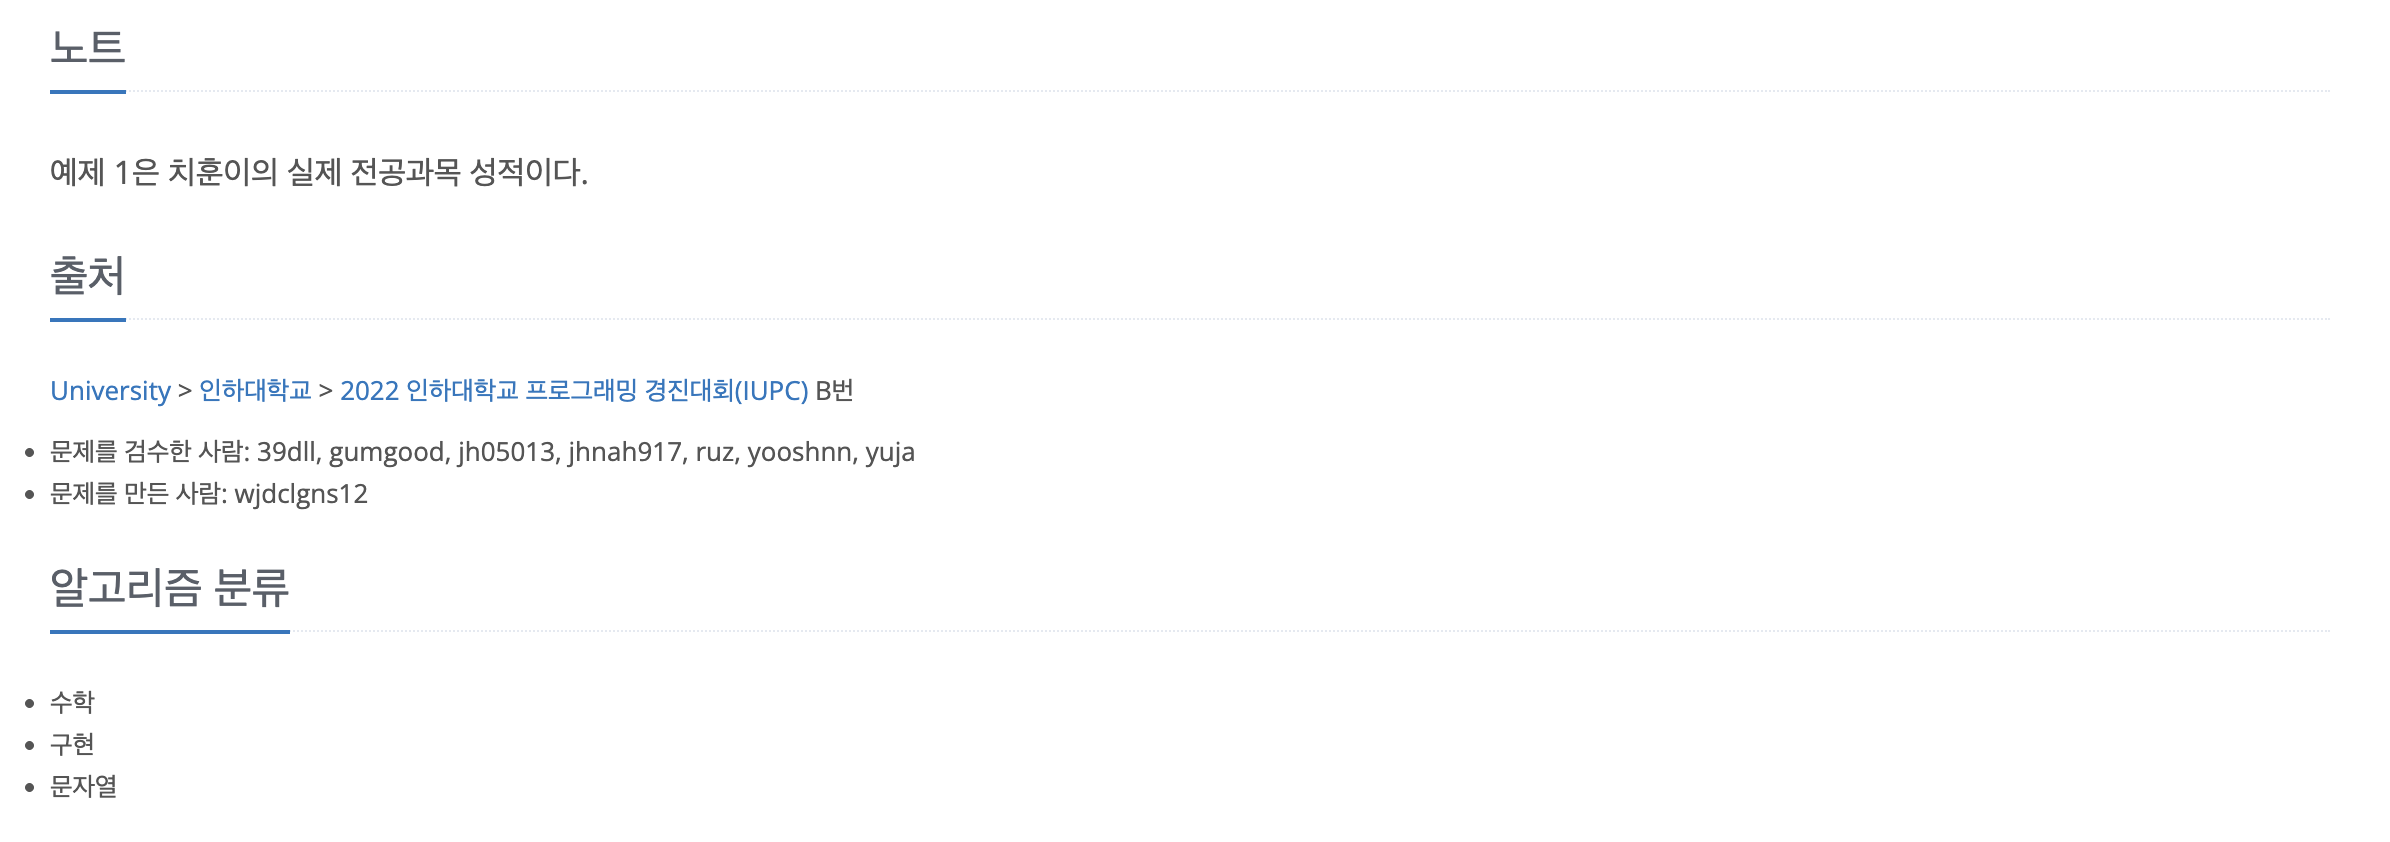 노트
예제 1은 치훈이의 실제 전공과목 성적이다.
출처
University > 인하대학교 > 2022 인하대학교 프로그래밍 경진대회(IUPC) B번
문제를 검수한 사람: 39dll, gumgood, jh05013, jhnah917, ruz, yooshnn, yuja
문제를 만든 사람: wjdclgns12
알고리즘 분류
수학
구현
문자열